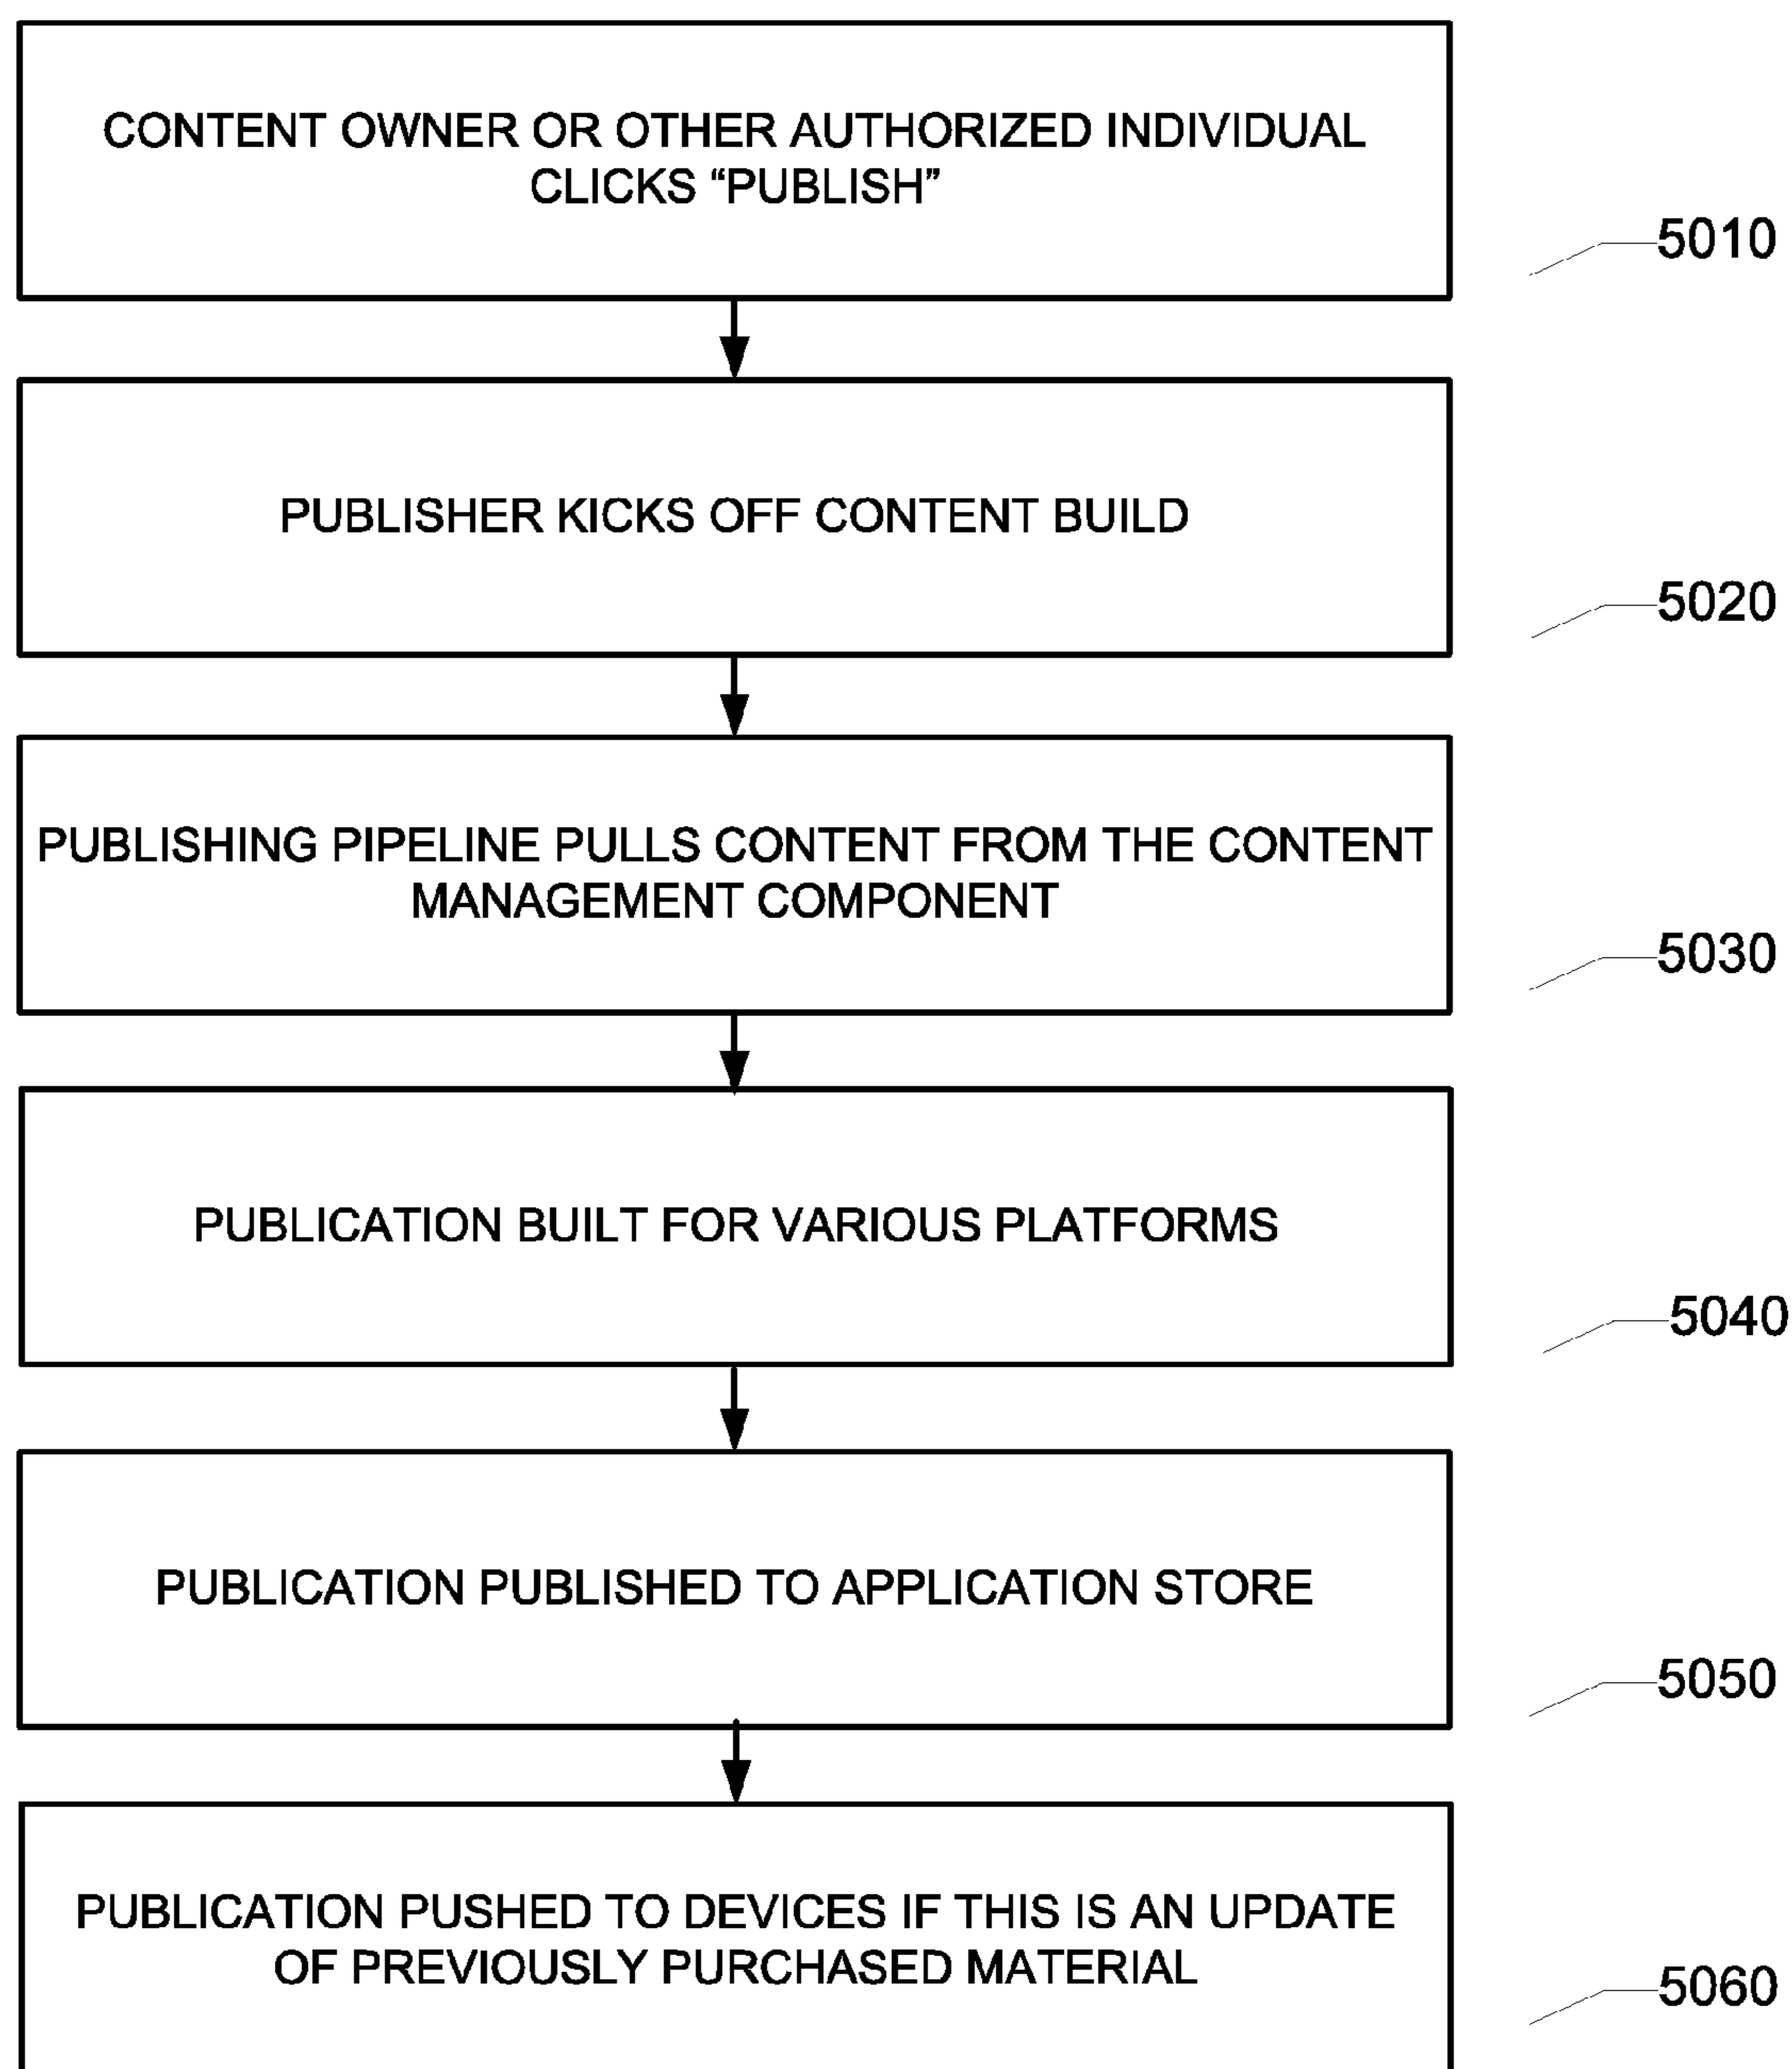 CONTENT OWNER OR OTHER AUTHORIZED INDIVIDUAL
CLICKS “PUBLISH”
5010
PUBLISHER KICKS OFF CONTENT BUILD
5020
PUBLISHING PIPELINE PULLS CONTENT FROM THE CONTENT
MANAGEMENT COMPONENT
5030
PUBLICATION BUILT FOR VARIOUS PLATFORMS
5040
PUBLICATION PUBLISHED TO APPLICATION STORE
5050
PUBLICATION PUSHED TO DEVICES IF THIS IS AN UPDATE
OF PREVIOUSLY PURCHASED MATERIAL
5060